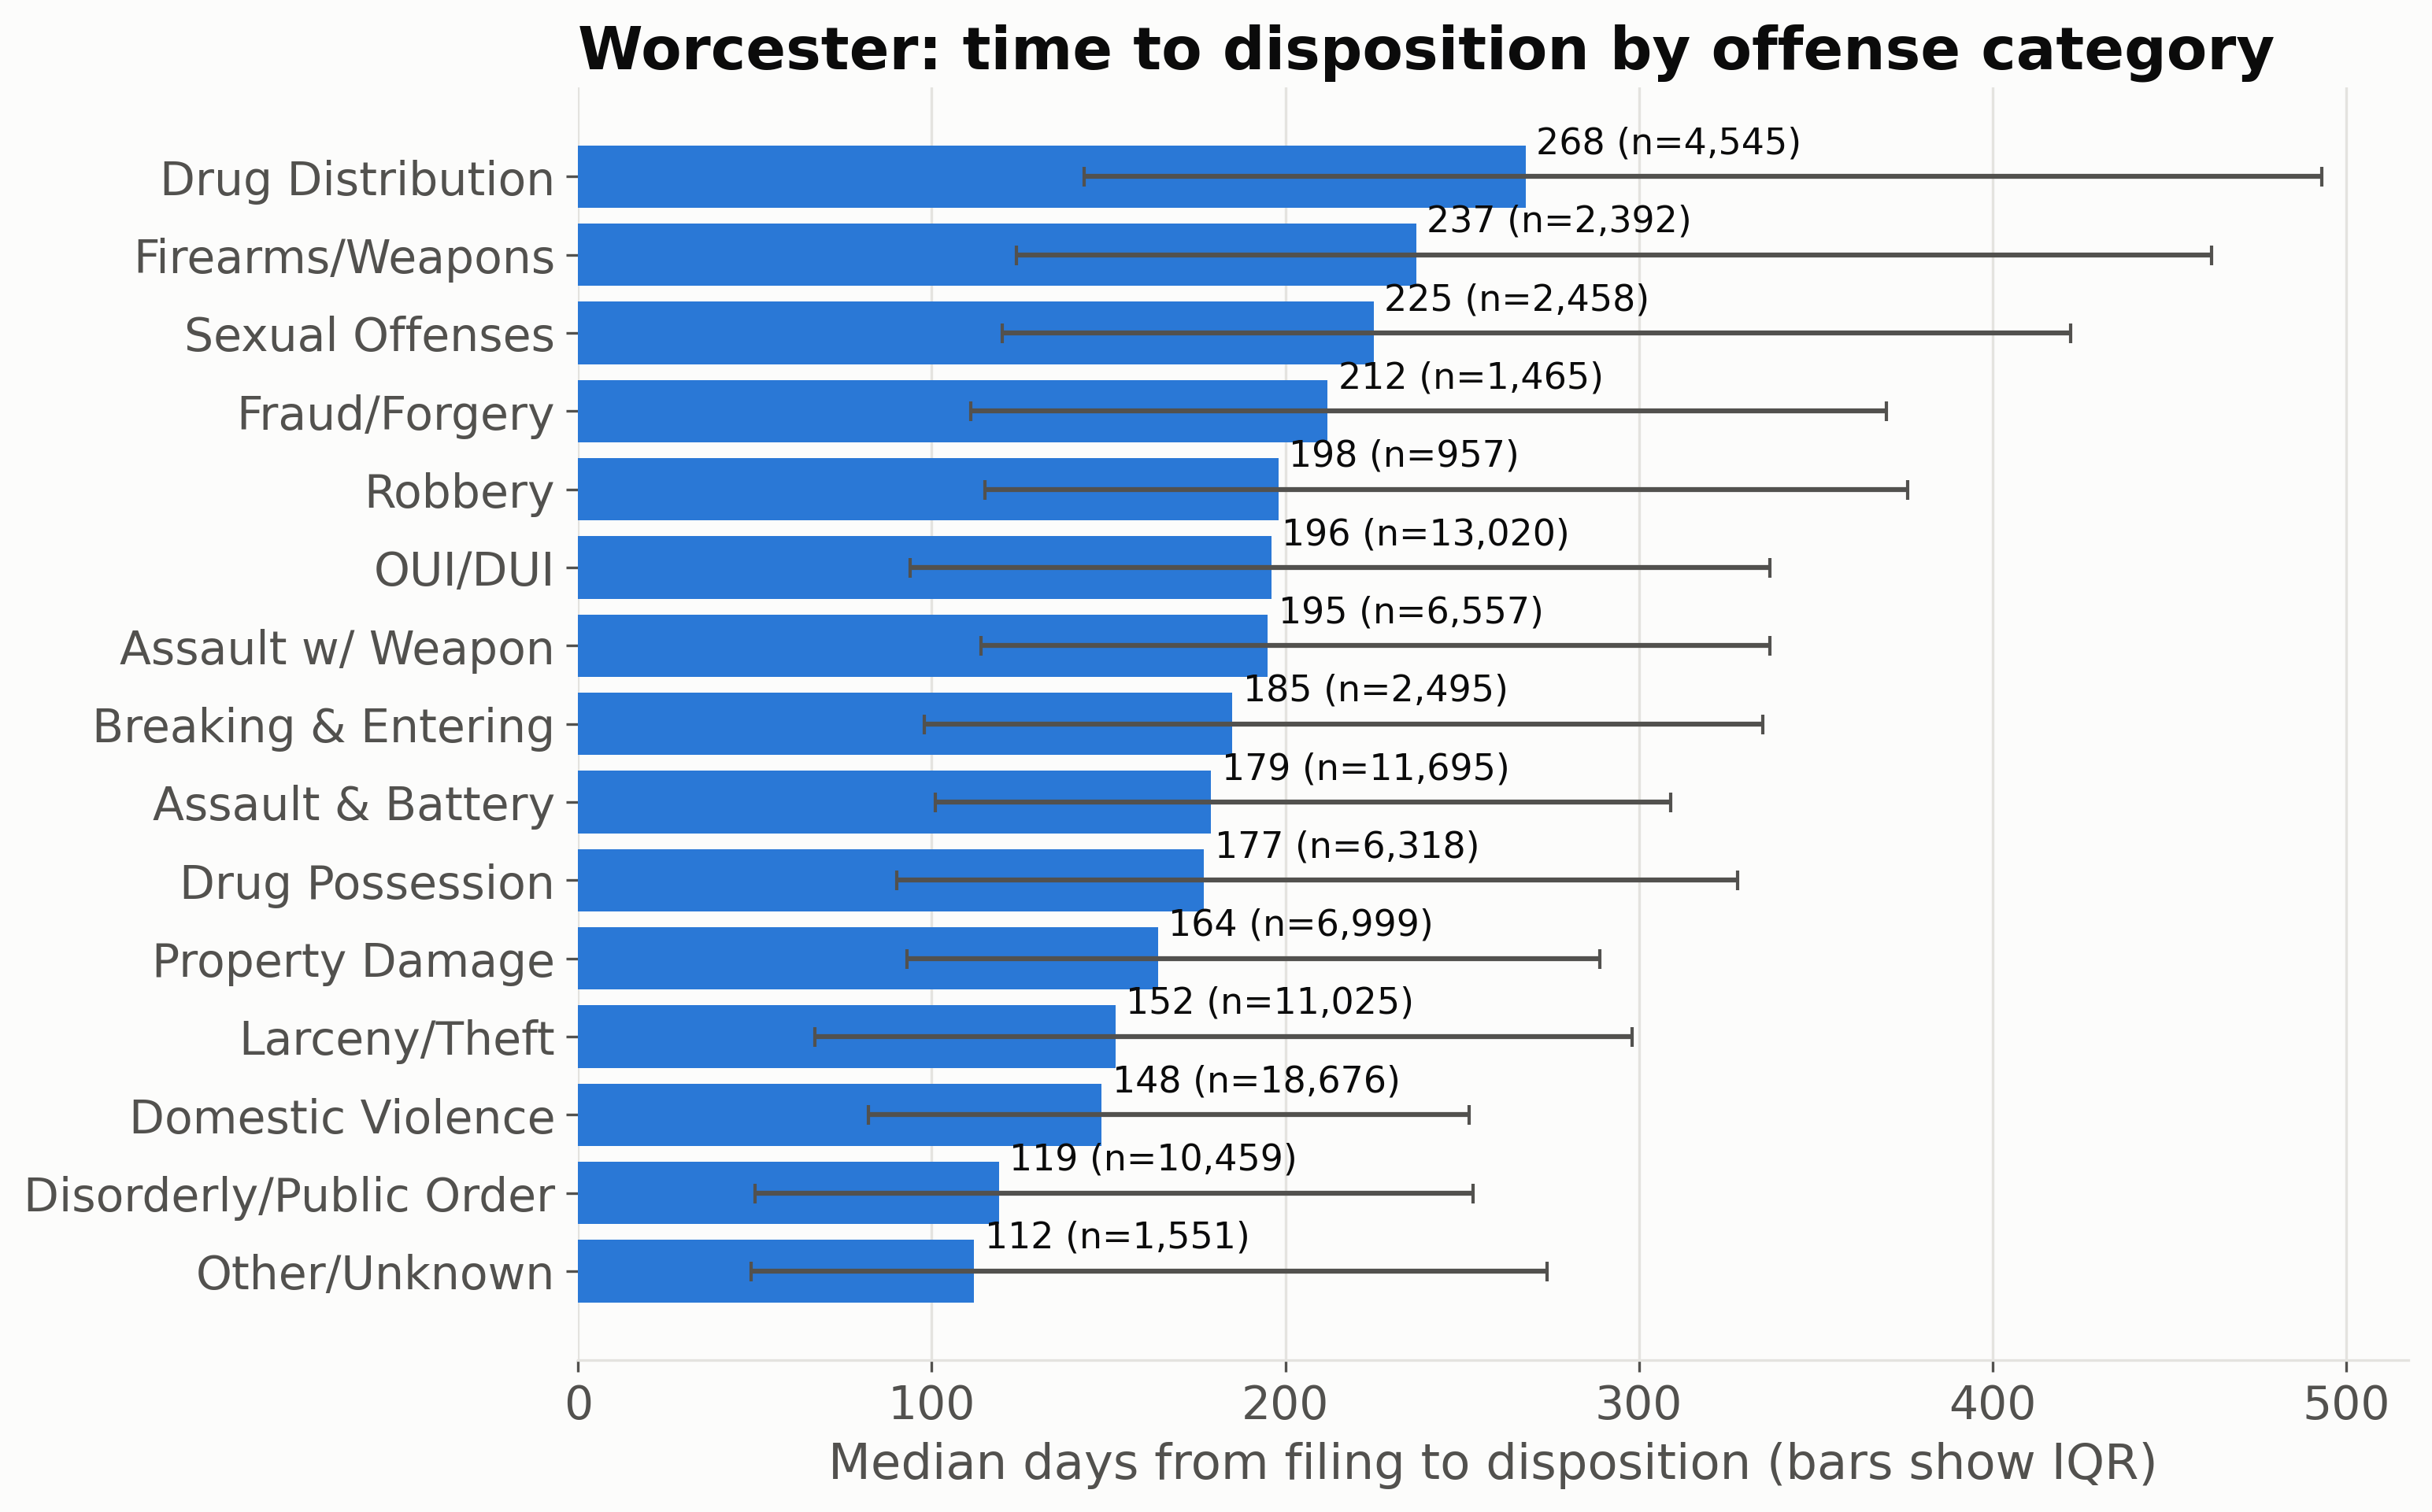 Worcester: time to disposition by offense category
Drug Distribution
268 (n=4,545)
Firearms/Weapons
237 (n=2,392)
Sexual Offenses
225 (n=2,458)
Fraud/Forgery
212 (n=1,465)
Robbery
198 (n=957)
OUI/DUI
196 (n=13,020)
Assault w/ Weapon
195 (n=6,557)
Breaking & Entering
185 (n=2,495)
Assault & Battery
179 (n=11,695)
Drug Possession
177 (n=6,318)
Property Damage
164 (n=6,999)
Larceny/Theft
152 (n=11,025)
Domestic Violence
148 (n=18,676)
Disorderly/Public Order
119 (n=10,459)
Other/Unknown
112 (n=1,551)
0 100 200 300 400 500
Median days from filing to disposition (bars show IQR)